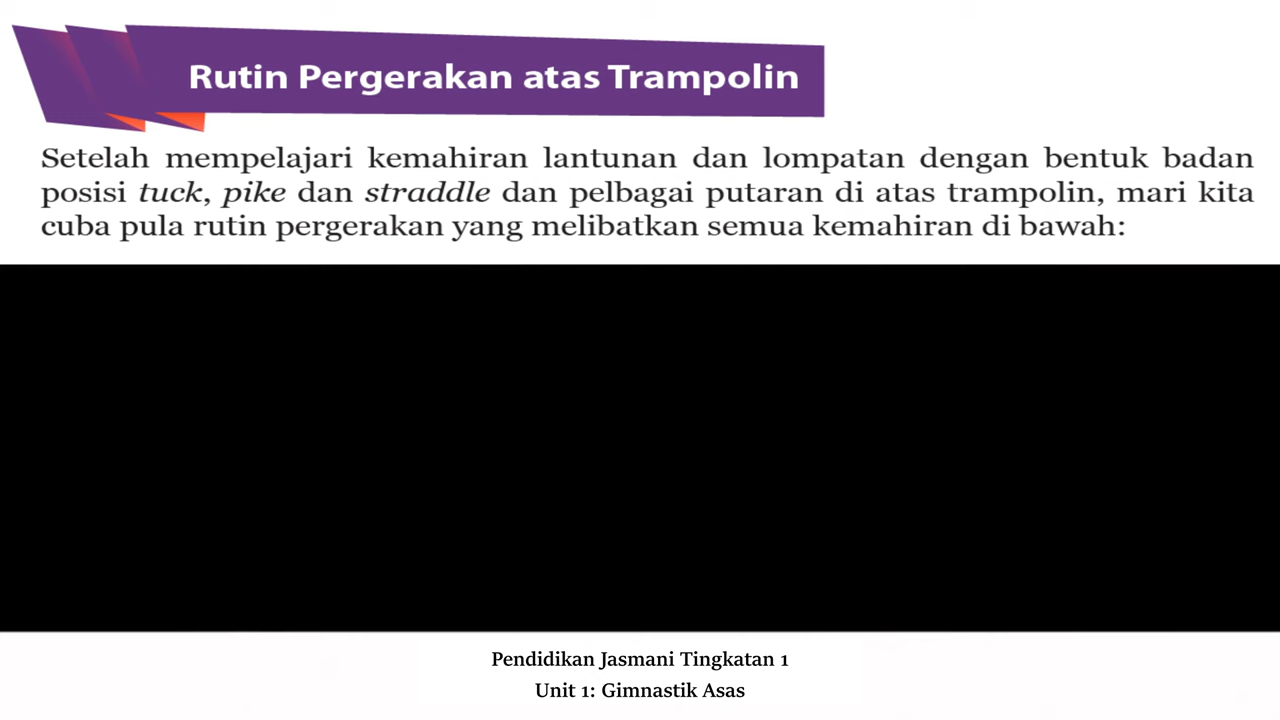 Rutin Pergerakan atas Trampolin
Setelah mempelajari kemahiran lantunan dan lompatan dengan bentuk badan
posisi tuck, pike dan straddle dan pelbagai putaran di atas trampolin, mari kita
cuba pula rutin pergerakan yang melibatkan semua kemahiran di bawah:
Pendidikan Jasmani Tingkatan 1
Unit 1: Gimnastik Asas